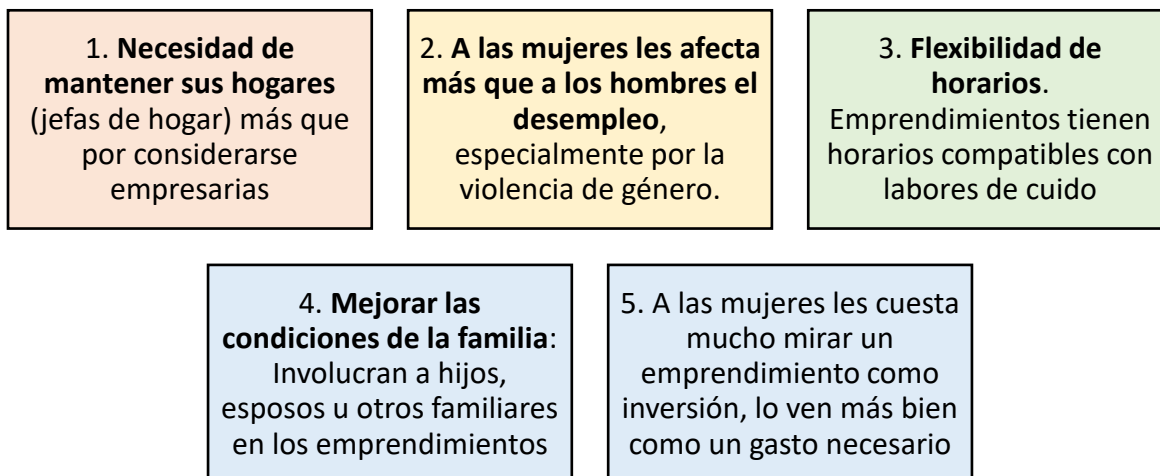 1. Necesidad de
mantener sus hogares
(jefas de hogar) más que
por considerarse
empresarias
2. A las mujeres les afecta
más que a los hombres el
desempleo,
especialmente por la
violencia de género.
3. Flexibilidad de
horarios.
Emprendimientos tienen
horarios compatibles con
labores de cuido
4. Mejorar las
condiciones de la familia:
Involucran a hijos,
esposos u otros familiares
en los emprendimientos
5. A las mujeres les cuesta
mucho mirar un
emprendimiento como
inversión, lo ven más bien
como un gasto necesario